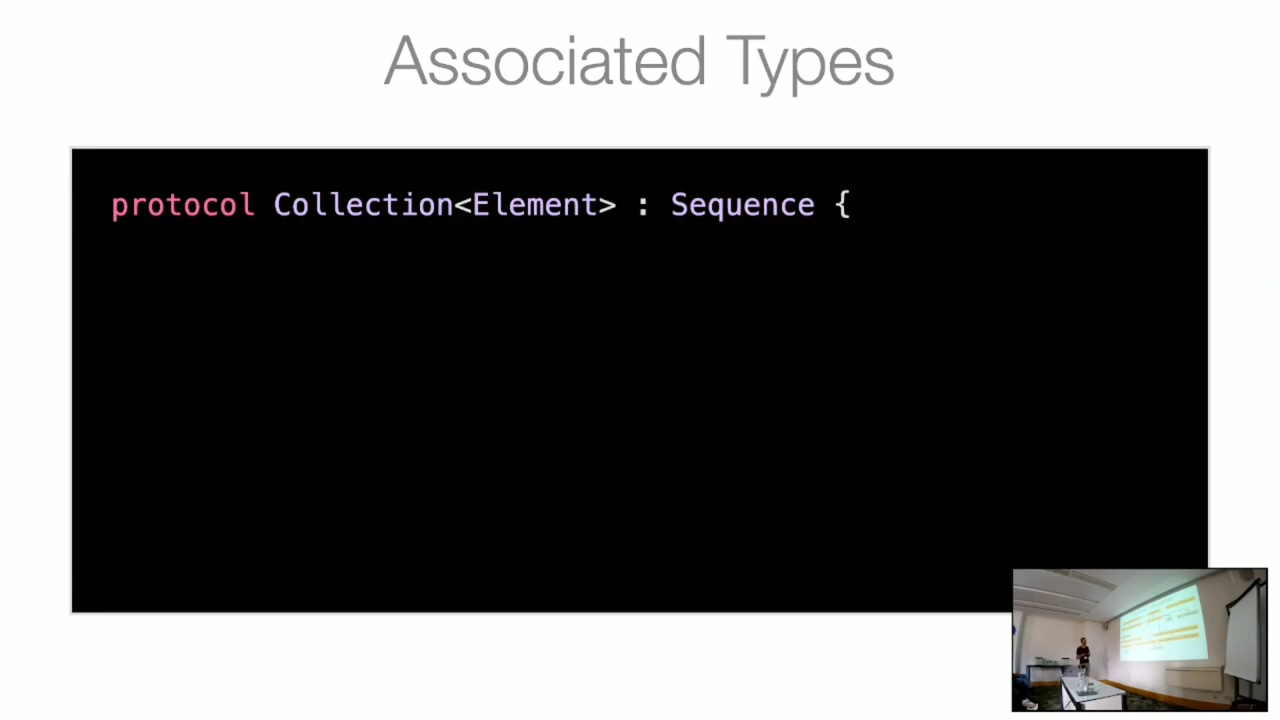 Associated Types
protocol Collection<Element> : Sequence {